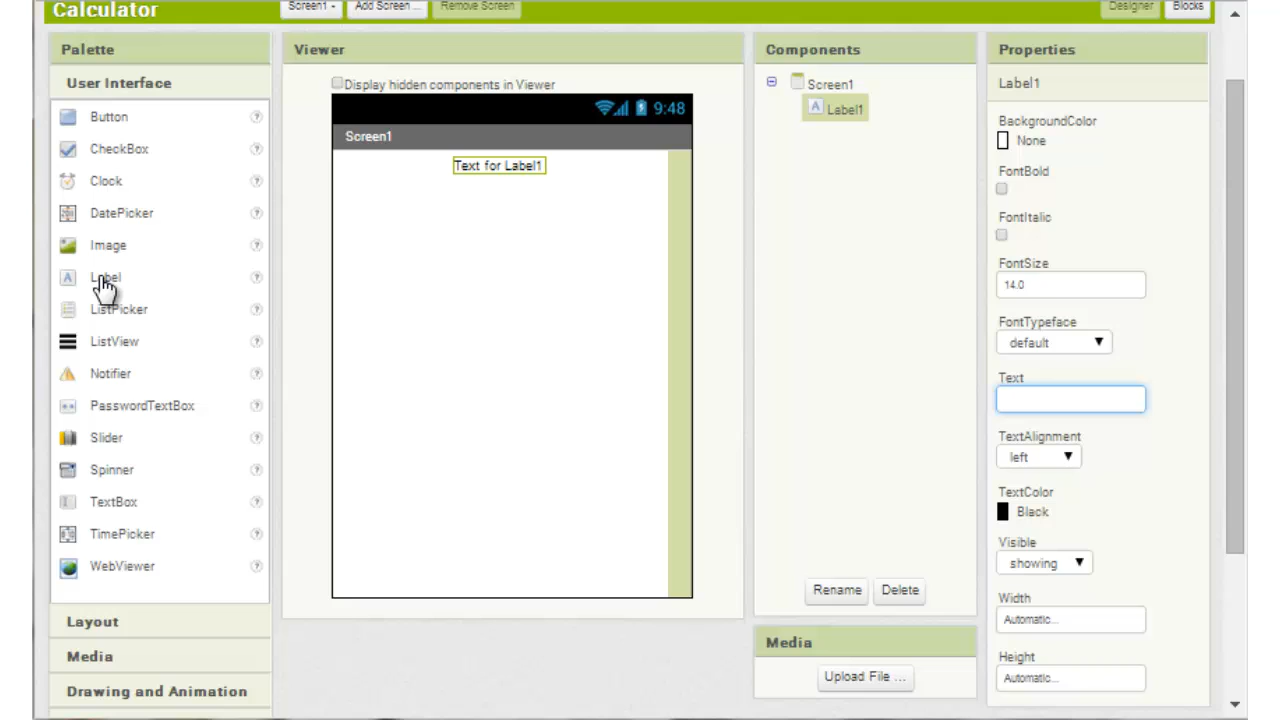 Calculator
Screen1
Add Screen ...
Remove Screen
Designer
Blocks
Palette
User Interface
Button
CheckBox
Clock
DatePicker
Image
Label
ListPicker
ListView
Notifier
PasswordTextBox
Slider
Spinner
TextBox
TimePicker
WebViewer
Layout
Media
Drawing and Animation
Viewer
Display hidden components in Viewer
9:48
Screen1
Text for Label1
Components
Screen1
A Label1
Rename
Delete
Media
Upload File ...
Properties
Label1
BackgroundColor
None
FontBold
FontItalic
FontSize
14.0
FontTypeface
default
Text
TextAlignment
left
TextColor
Black
Visible
showing
Width
Automatic...
Height
Automatic...